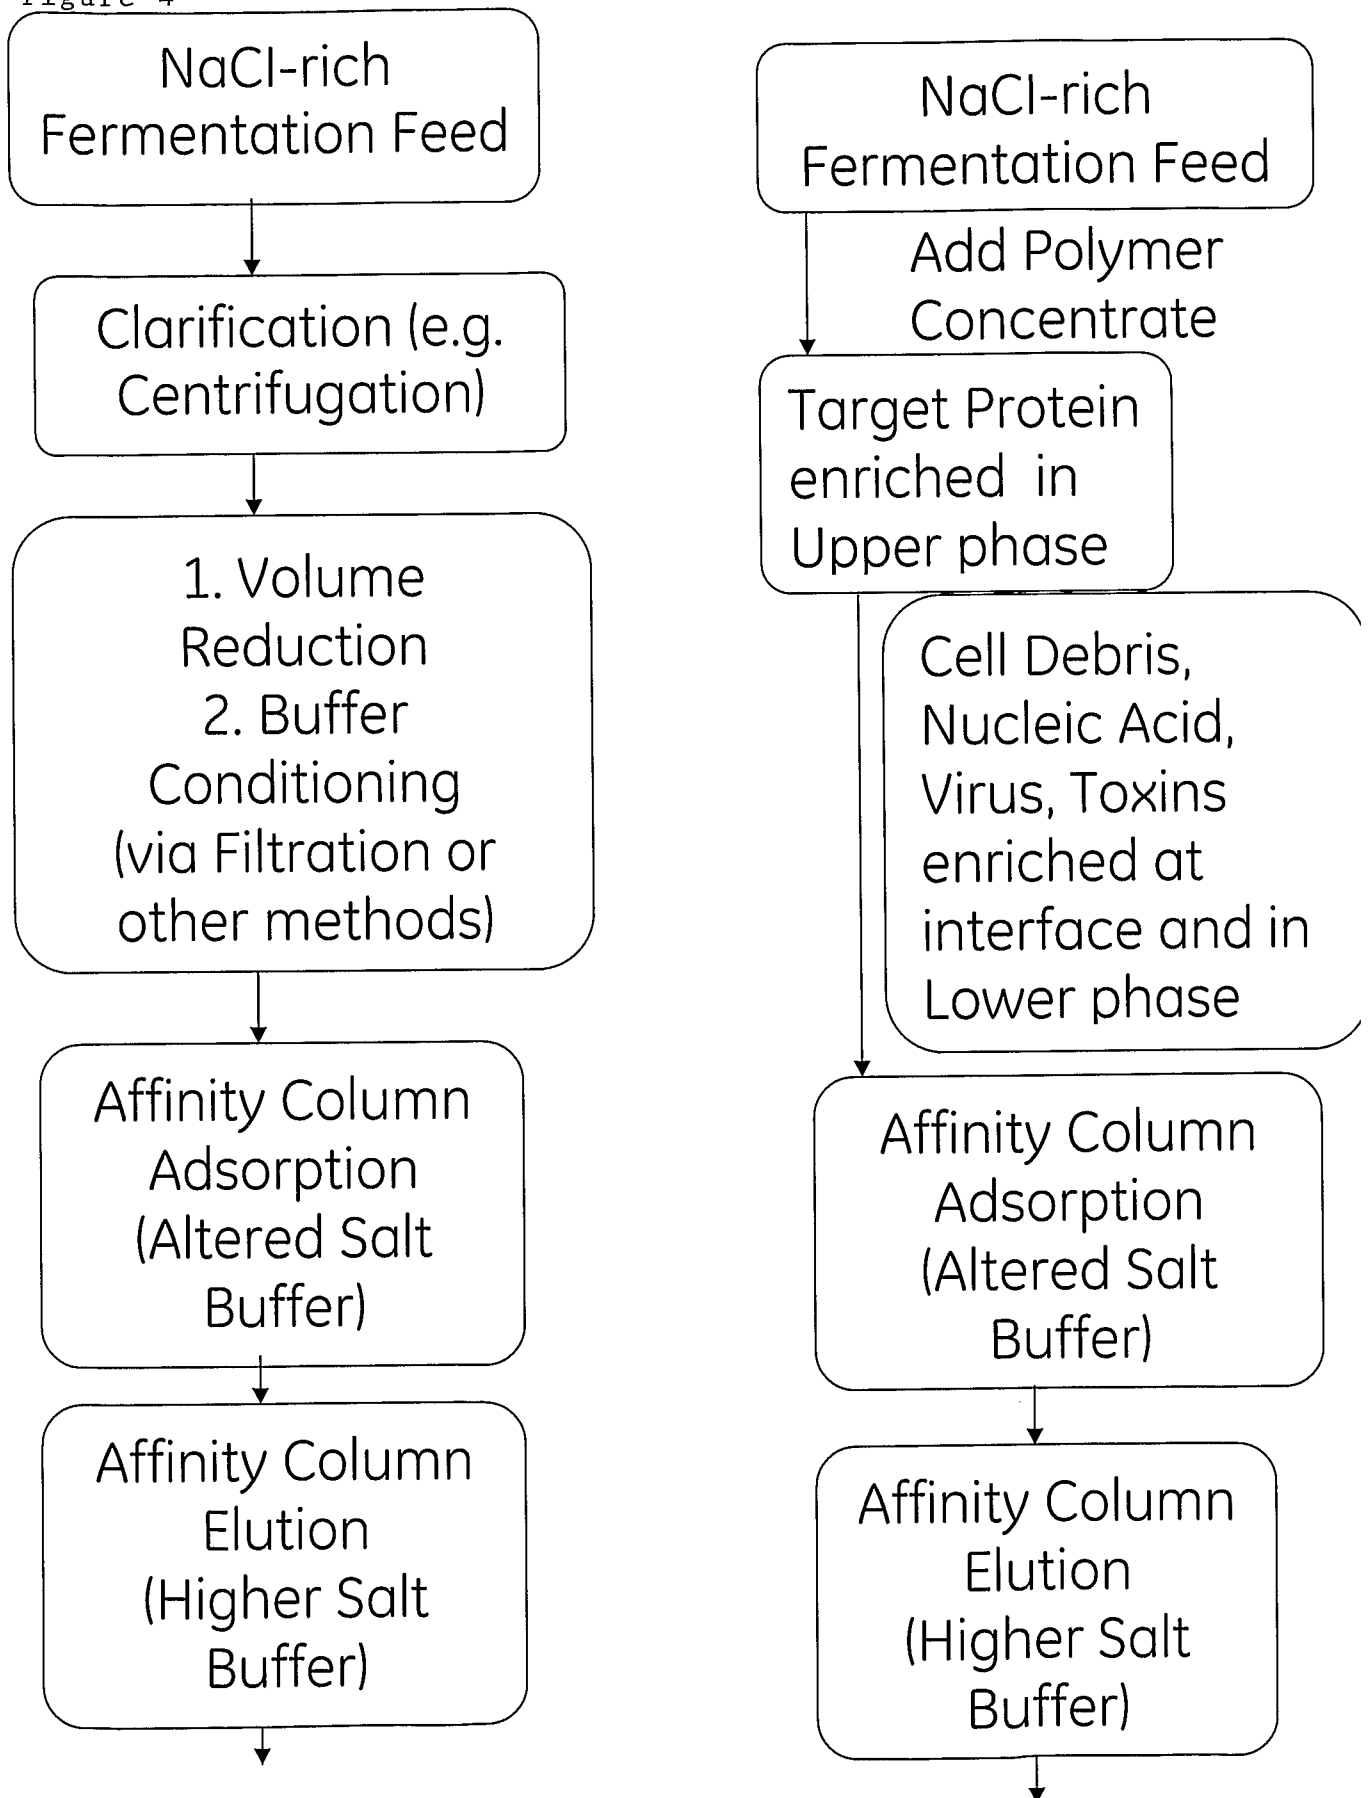 Figure 4
NaCl-rich
Fermentation Feed
Clarification (e.g.
Centrifugation)
1. Volume
Reduction
2. Buffer
Conditioning
(via Filtration or
other methods)
Affinity Column
Adsorption
(Altered Salt
Buffer)
Affinity Column
Elution
(Higher Salt
Buffer)
NaCl-rich
Fermentation Feed
Add Polymer
Concentrate
Target Protein
enriched in
Upper phase
Cell Debris,
Nucleic Acid,
Virus, Toxins
enriched at
interface and in
Lower phase
Affinity Column
Adsorption
(Altered Salt
Buffer)
Affinity Column
Elution
(Higher Salt
Buffer)